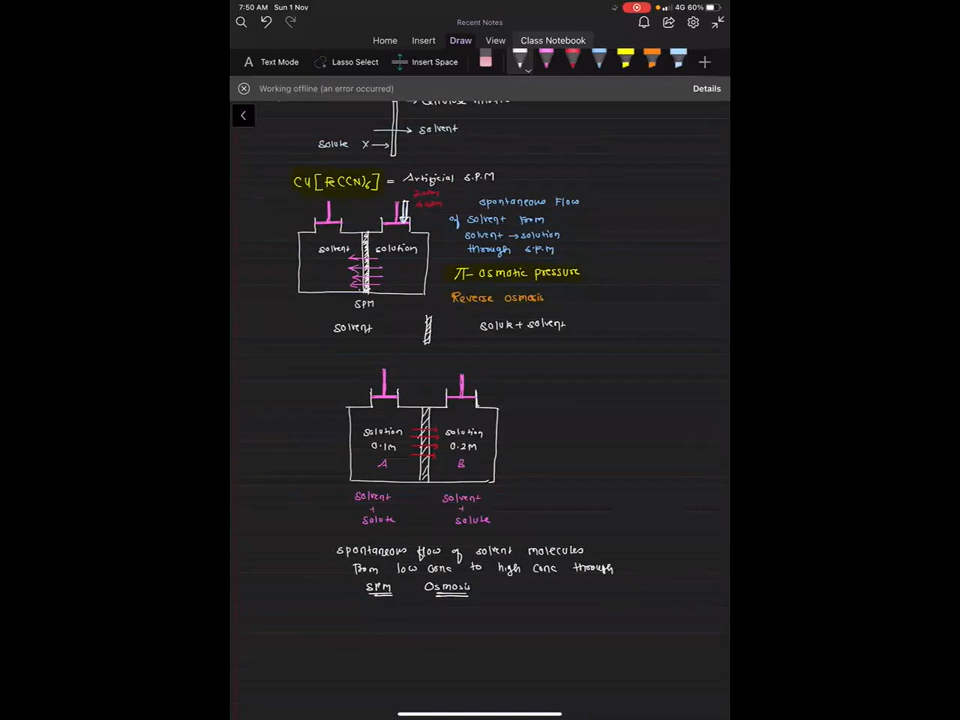 7:50 AM Sun 1 Nov
4G 60%
Recent Notes
Home Insert Draw View Class Notebook
Text Mode Lasso Select Insert Space
Working offline (an error occurred) Details
solvent
solute X
Cu[Fe(CN)6] = Artificial S.P.M
spontaneous Flow
of solvent From
solvent → solution
through S.P.M
solvent solution
π- osmotic pressure
Reverse osmosis
SPM
solvent solute + solvent
solution solution
0.1M 0.2M
A B
solvent solvent
+ +
solute solute
spontaneous flow of solvent molecules
From low conc to high conc through
SPM Osmosis